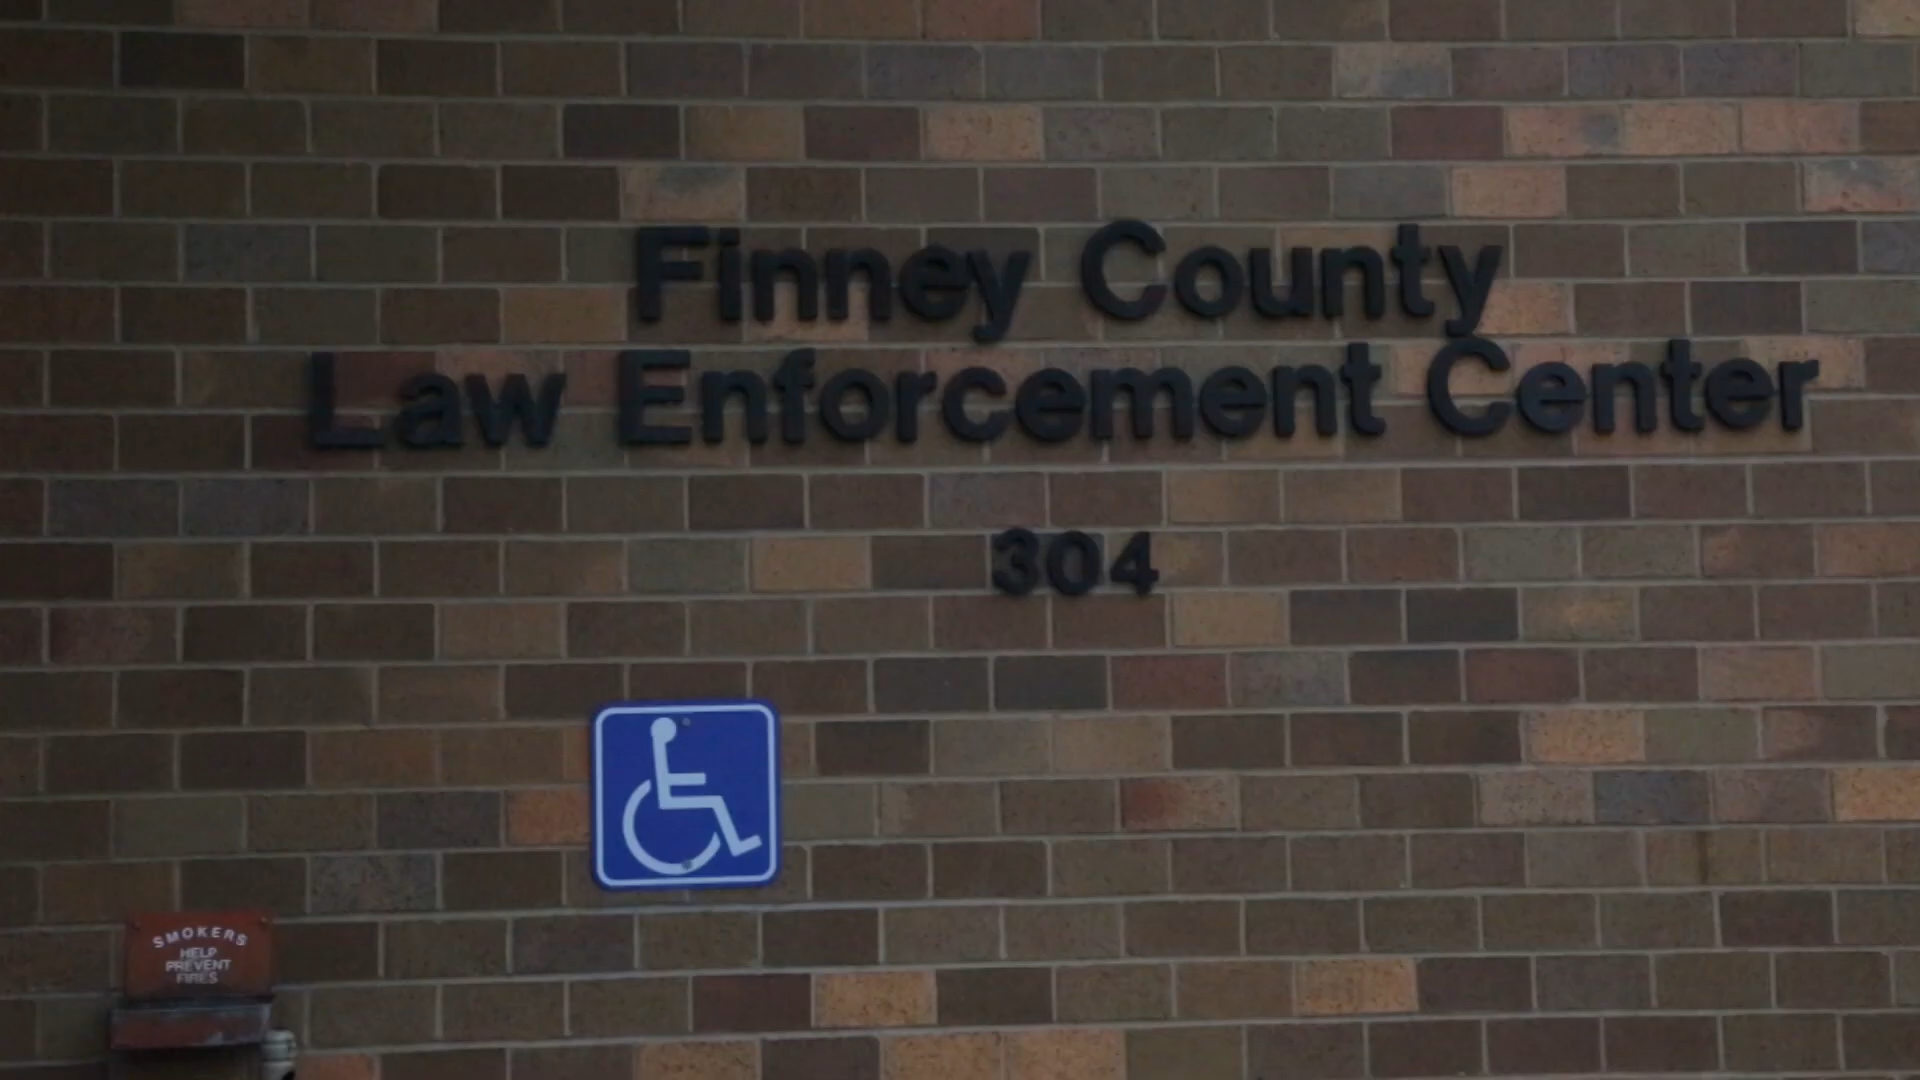 Finney County
Law Enforcement Center
304
SMOKERS
HELP
PREVENT
FIRES